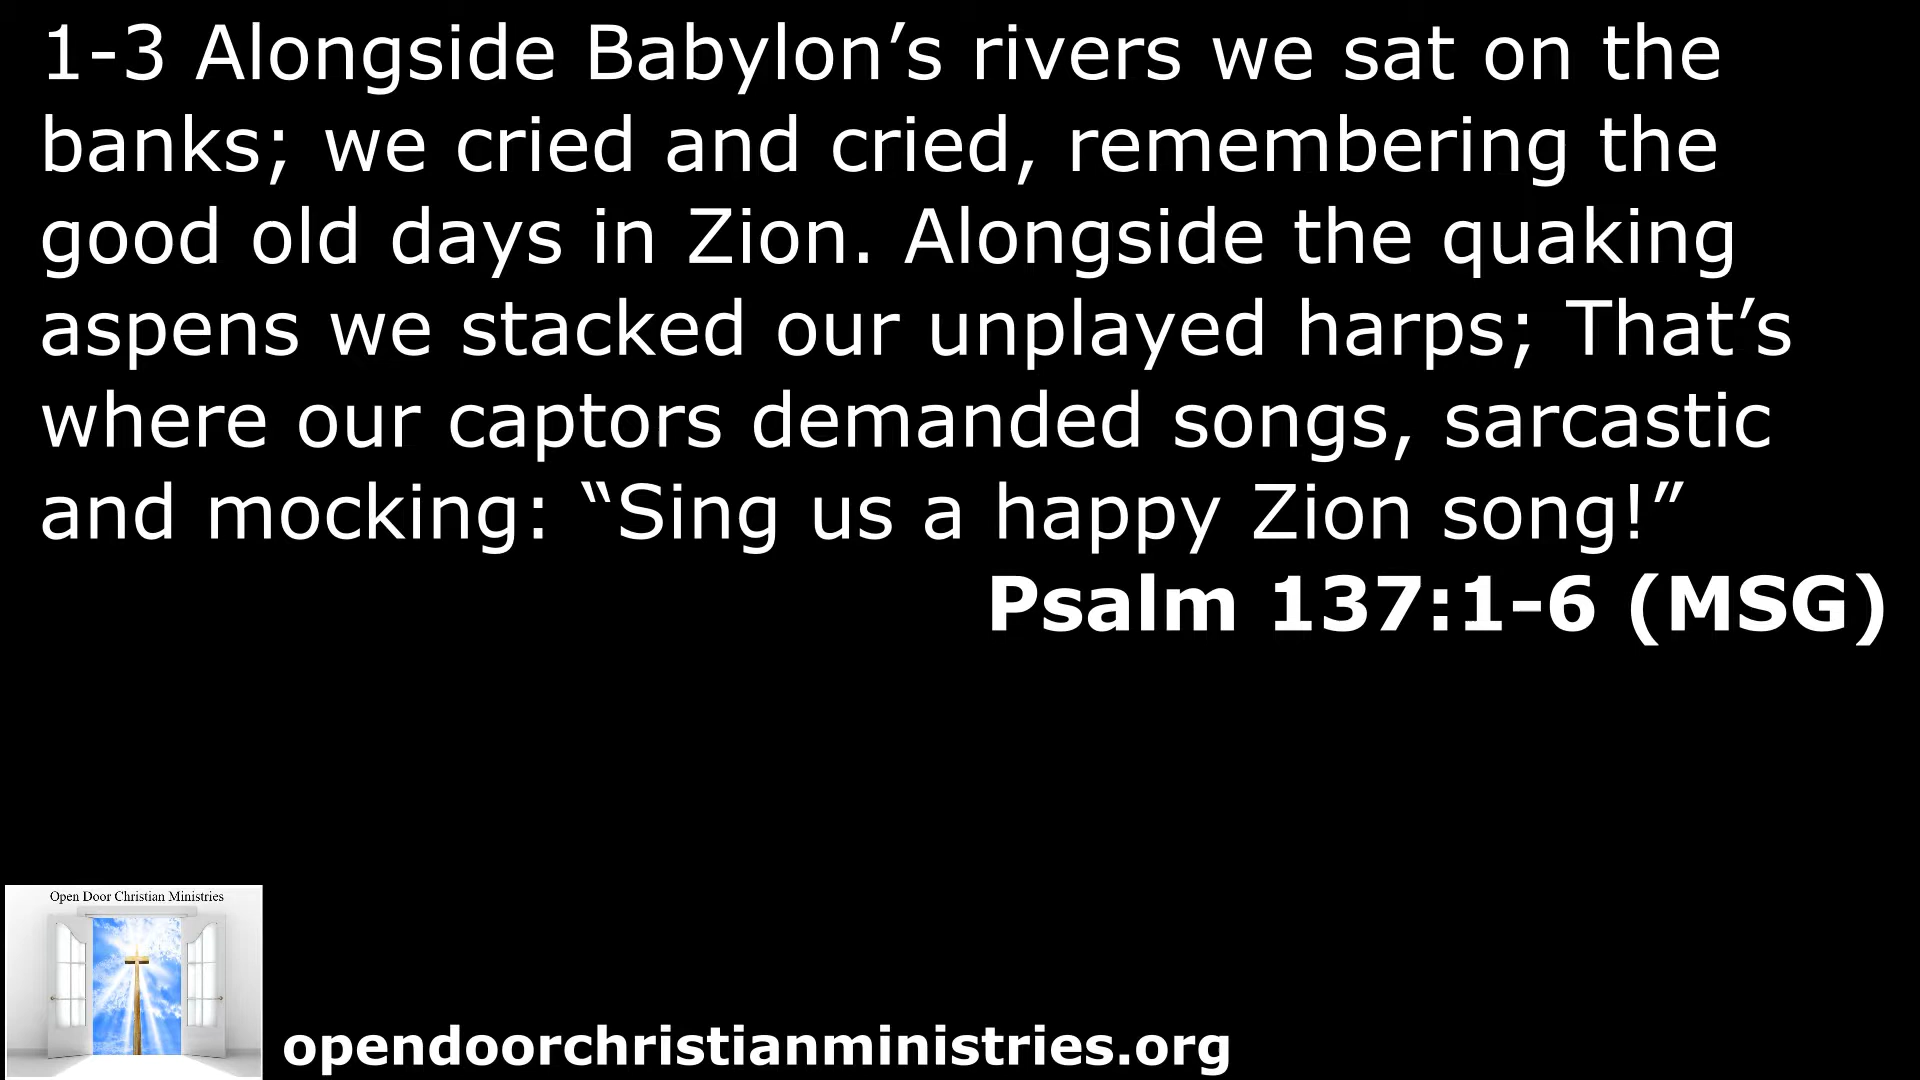 1-3 Alongside Babylon’s rivers we sat on the
banks; we cried and cried, remembering the
good old days in Zion. Alongside the quaking
aspens we stacked our unplayed harps; That’s
where our captors demanded songs, sarcastic
and mocking: “Sing us a happy Zion song!”
Psalm 137:1-6 (MSG)
Open Door Christian Ministries
opendoorchristianministries.org